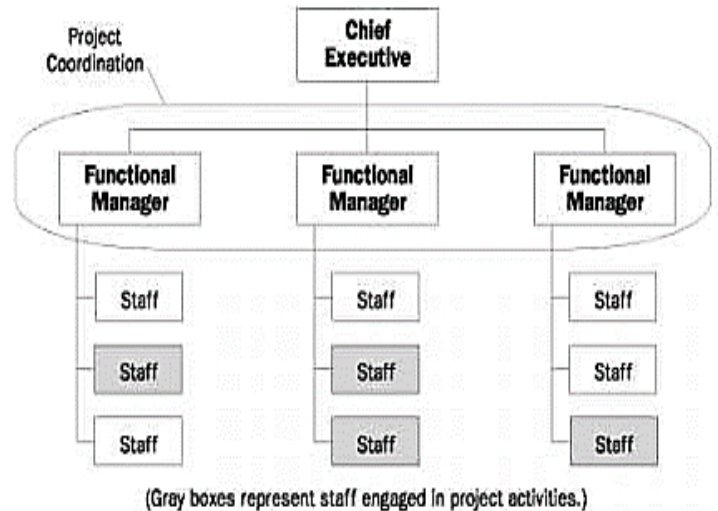 Project
Coordination
Chief
Executive
Functional
Manager
Functional
Manager
Functional
Manager
Staff
Staff
Staff
Staff
Staff
Staff
Staff
Staff
Staff
(Gray boxes represent staff engaged in project activities.)